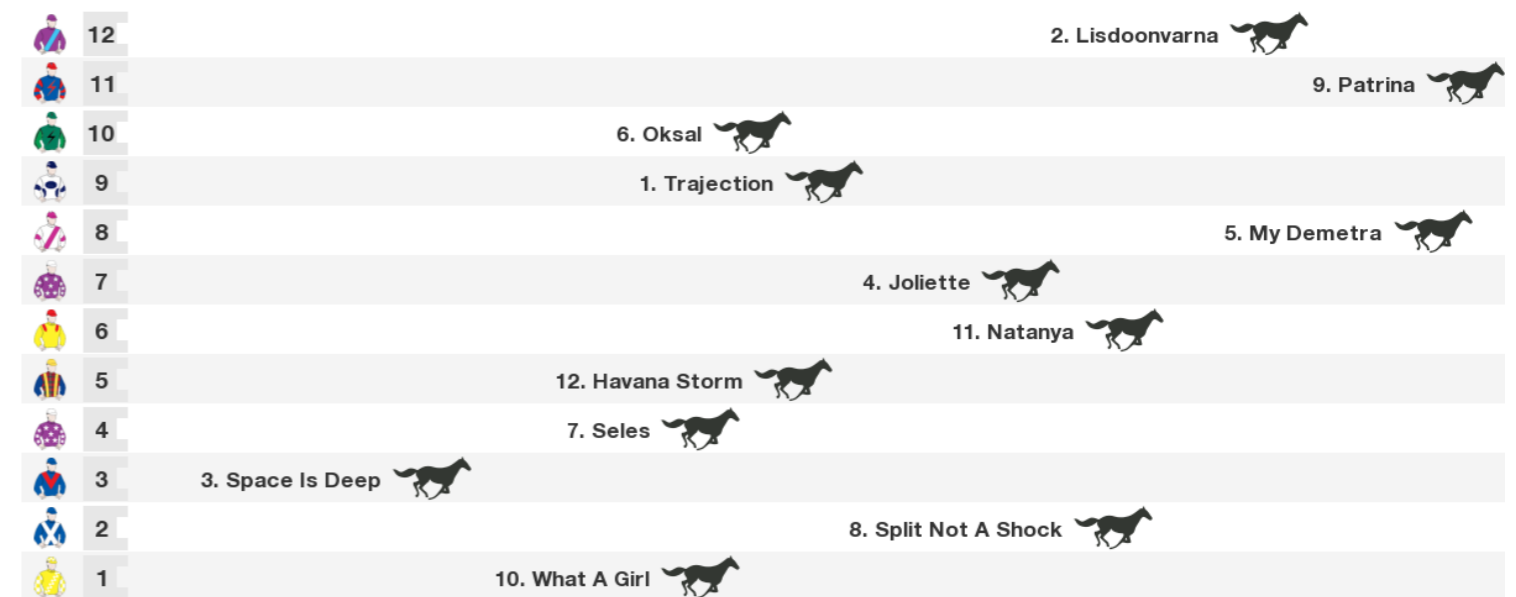 12 2. Lisdoonvarna
11 9. Patrina
10 6. Oksal
9 1. Trajection
8 5. My Demetra
7 4. Joliette
6 11. Natanya
5 12. Havana Storm
4 7. Seles
3 3. Space Is Deep
2 8. Split Not A Shock
1 10. What A Girl